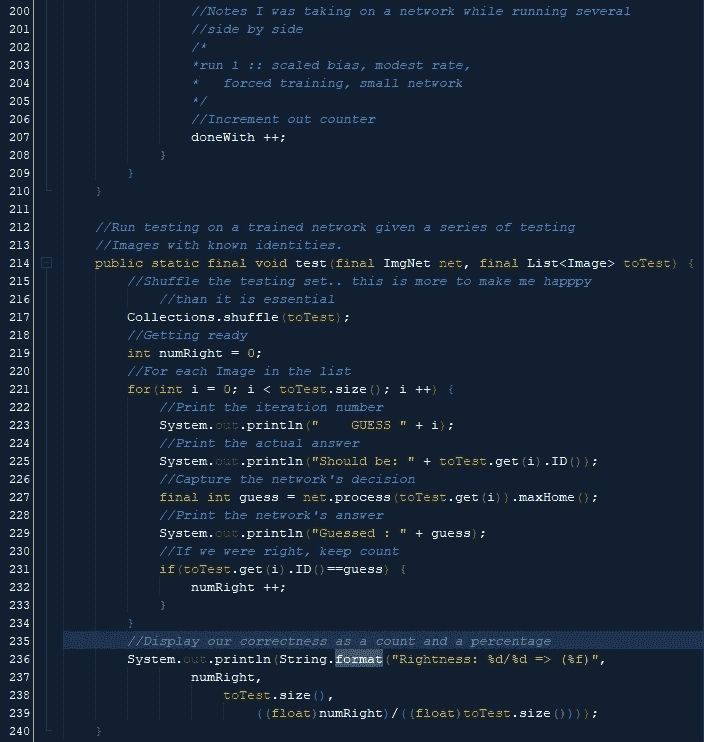 200 //Notes I was taking on a network while running several
201 //side by side
202 /*
203 *run 1 :: scaled bias, modest rate,
204 *   forced training, small network
205 */
206 //Increment out counter
207 doneWith ++;
208 }
209 }
210 }
211
212 //Run testing on a trained network given a series of testing
213 //Images with known identities.
214 public static final void test(final ImgNet net, final List<Image> toTest) {
215 //Shuffle the testing set.. this is more to make me happpy
216 //than it is essential
217 Collections.shuffle(toTest);
218 //Getting ready
219 int numRight = 0;
220 //For each Image in the list
221 for(int i = 0; i < toTest.size(); i ++) {
222 //Print the iteration number
223 System.out.println("    GUESS " + i);
224 //Print the actual answer
225 System.out.println("Should be: " + toTest.get(i).ID());
226 //Capture the network's decision
227 final int guess = net.process(toTest.get(i)).maxHome();
228 //Print the network's answer
229 System.out.println("Guessed : " + guess);
230 //If we were right, keep count
231 if(toTest.get(i).ID()==guess) {
232 numRight ++;
233 }
234 }
235 //Display our correctness as a count and a percentage
236 System.out.println(String.format("Rightness: %d/%d => (%f)",
237 numRight,
238 toTest.size(),
239 ((float)numRight)/((float)toTest.size())));
240 }